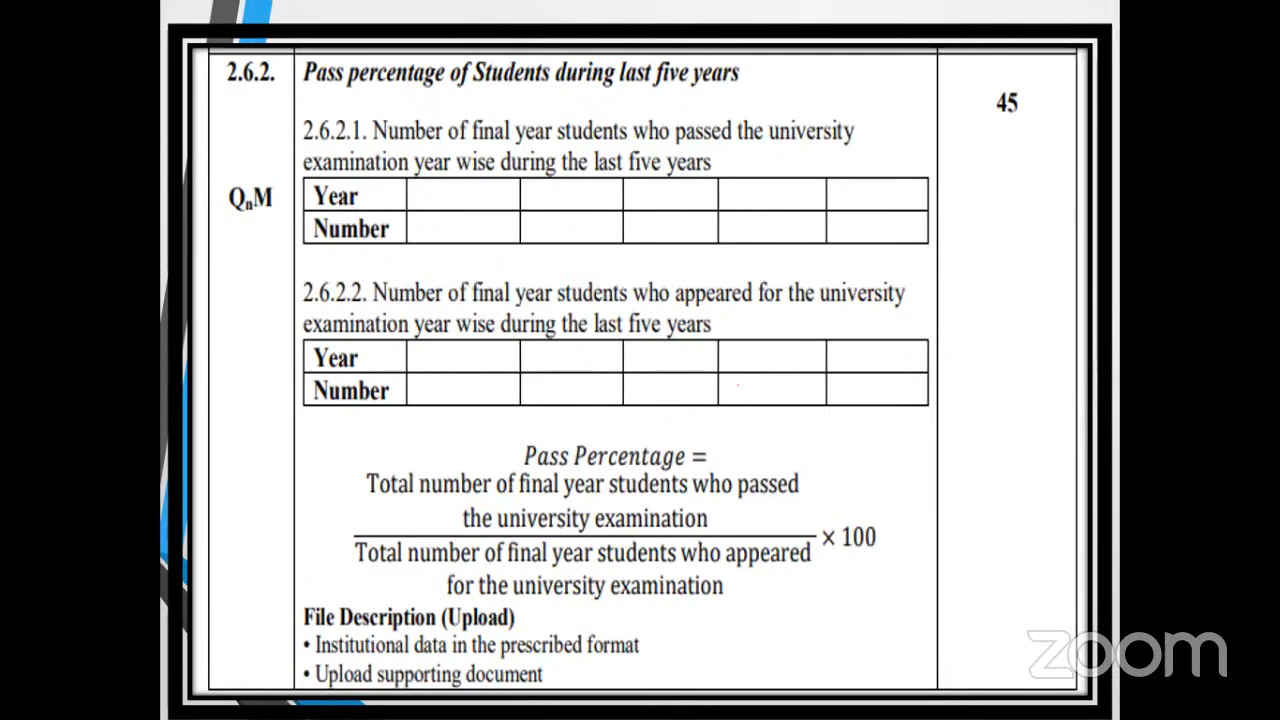 2.6.2. Pass percentage of Students during last five years
45
2.6.2.1. Number of final year students who passed the university
examination year wise during the last five years
QnM
Year
Number
2.6.2.2. Number of final year students who appeared for the university
examination year wise during the last five years
Year
Number
Pass Percentage =
Total number of final year students who passed
the university examination
× 100
Total number of final year students who appeared
for the university examination
File Description (Upload)
• Institutional data in the prescribed format
• Upload supporting document
zoom